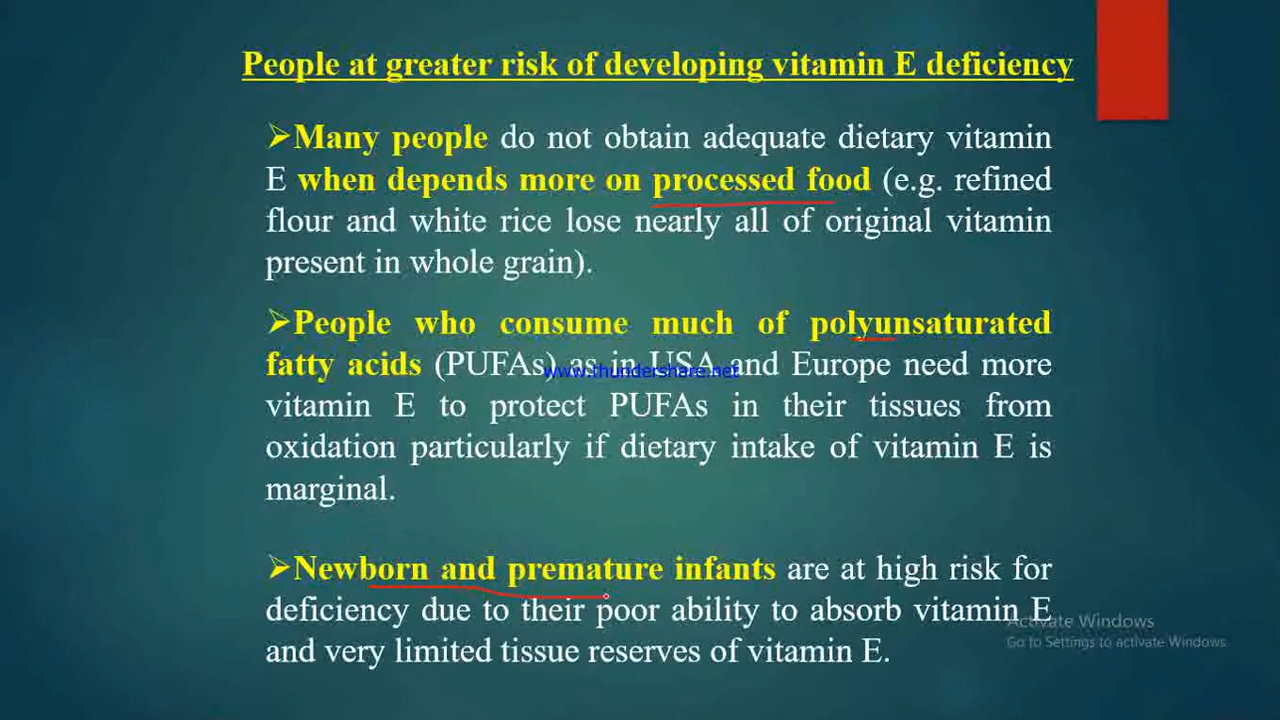 People at greater risk of developing vitamin E deficiency
➢Many people do not obtain adequate dietary vitamin
E when depends more on processed food (e.g. refined
flour and white rice lose nearly all of original vitamin
present in whole grain).
➢People who consume much of polyunsaturated
fatty acids (PUFAs) as in USA and Europe need more
www.thundershare.net
vitamin E to protect PUFAs in their tissues from
oxidation particularly if dietary intake of vitamin E is
marginal.
➢Newborn and premature infants are at high risk for
deficiency due to their poor ability to absorb vitamin E
and very limited tissue reserves of vitamin E.
Activate Windows
Go to Settings to activate Windows.